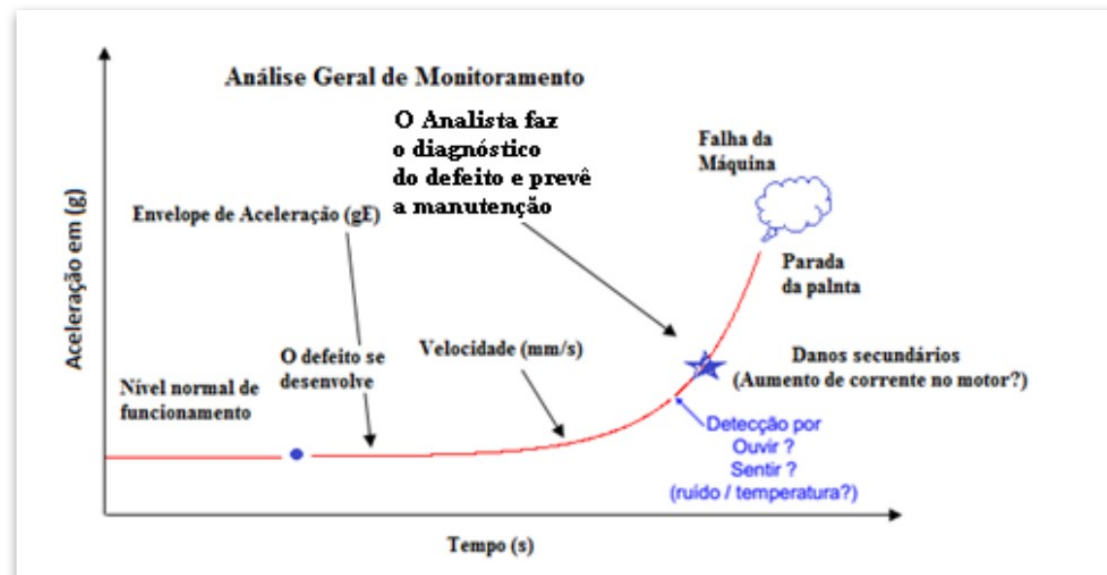 Análise Geral de Monitoramento
O Analista faz
o diagnóstico
do defeito e prevê
a manutenção
Falha da
Máquina
Envelope de Aceleração (gE)
Parada
da palnta
Aceleração em (g)
Velocidade (mm/s)
O defeito se
desenvolve
Danos secundários
(Aumento de corrente no motor?)
Nível normal de
funcionamento
Detecção por
Ouvir ?
Sentir ?
(ruído / temperatura?)
Tempo (s)